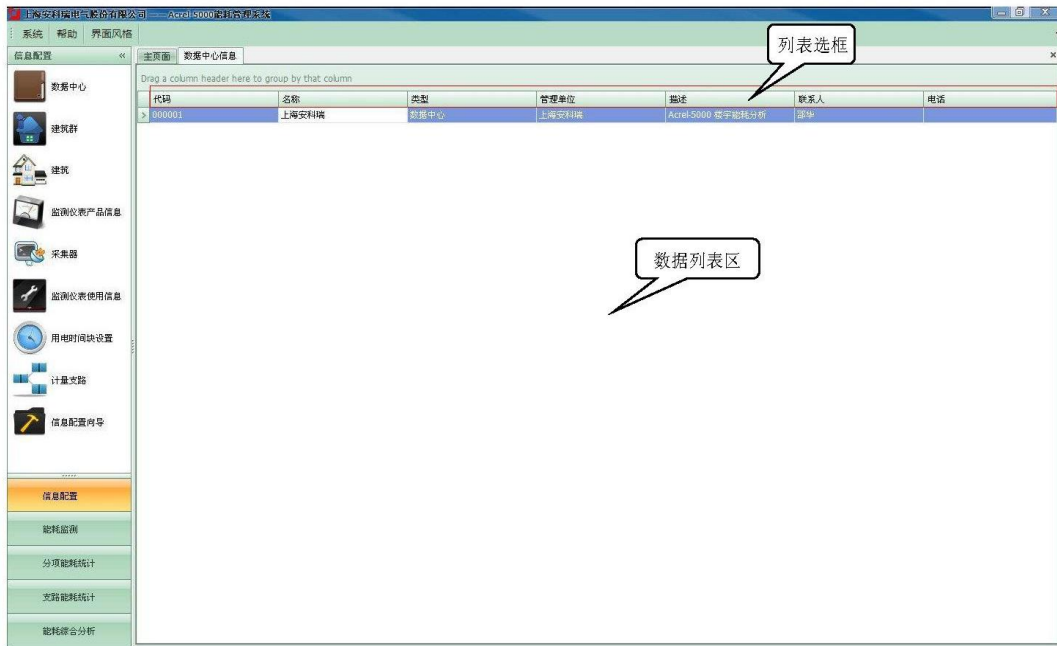 上海安科瑞电气股份有限公司——Acrel-5000能耗管理系统
系统 帮助 界面风格
信息配置 «
主页面 数据中心信息 ×
列表选框
Drag a column header here to group by that column
代码 名称 类型 管理单位 描述 联系人 电话
000001 上海安科瑞 数据中心 上海安科瑞 Acrel-5000 楼宇能耗分析
数据中心
建筑群
建筑
监测仪表产品信息
数据列表区
采集器
监测仪表使用信息
用电时间块设置
计量支路
信息配置向导
信息配置
能耗监测
分项能耗统计
支路能耗统计
能耗综合分析